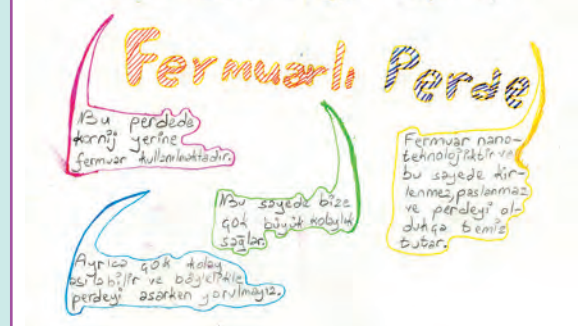 Fermuarlı Perde
Bu perdede
kornij yerine
fermuar kullanılmaktadır.
Bu sayede bize
çok büyük kolaylık
sağlar.
Fermuar nano-
teknolojiktir ve
bu sayede kir-
lenmez, paslanmaz
ve perdeyi ol-
dukça temiz
tutar.
Ayrıca çok kolay
asılabilir ve böylelikle
perdeyi asarken yorulmayız.